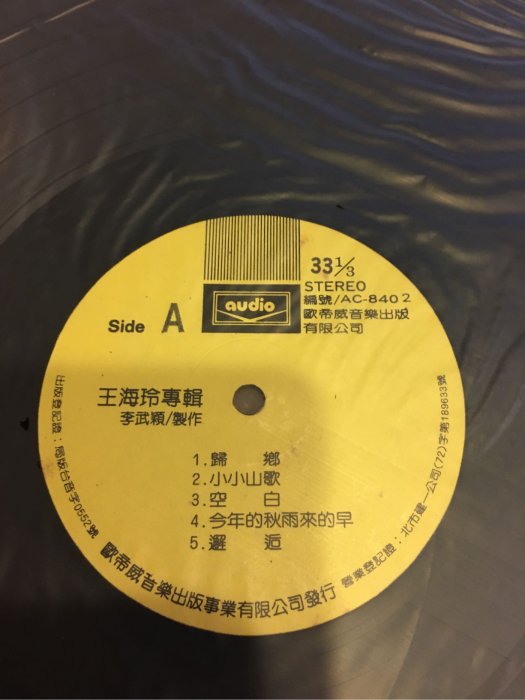 33 1/3
STEREO
編號/AC-8402
歐帝威音樂出版
有限公司
audio
Side A
王海玲專輯
李武穎/製作
1.歸 鄉
2.小小山歌
3.空 白
4.今年的秋雨來的早
5.邂 逅
出版登記證：局版台音字0552號
歐帝威音樂出版事業有限公司發行
營業登記證：北市建一公司(72)字第189633號